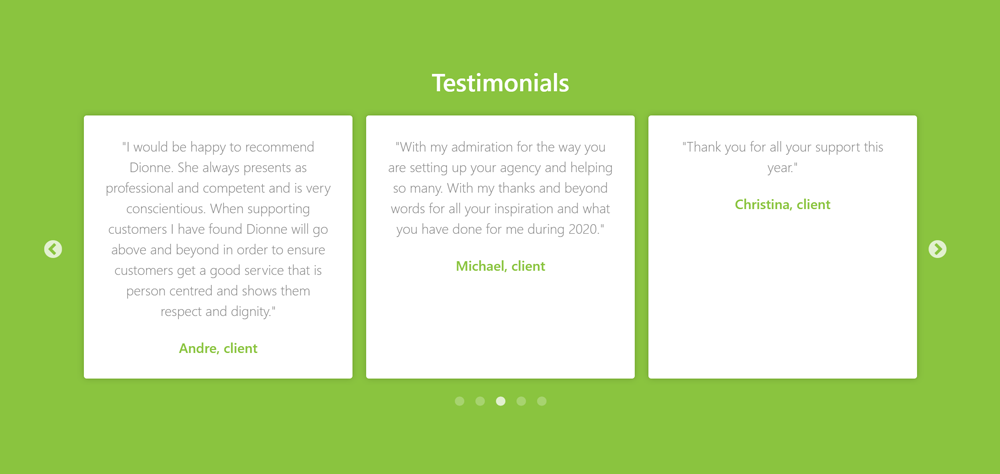 Testimonials
"I would be happy to recommend
Dionne. She always presents as
professional and competent and is very
conscientious. When supporting
customers I have found Dionne will go
above and beyond in order to ensure
customers get a good service that is
person centred and shows them
respect and dignity."
Andre, client
"With my admiration for the way you
are setting up your agency and helping
so many. With my thanks and beyond
words for all your inspiration and what
you have done for me during 2020."
Michael, client
"Thank you for all your support this
year."
Christina, client